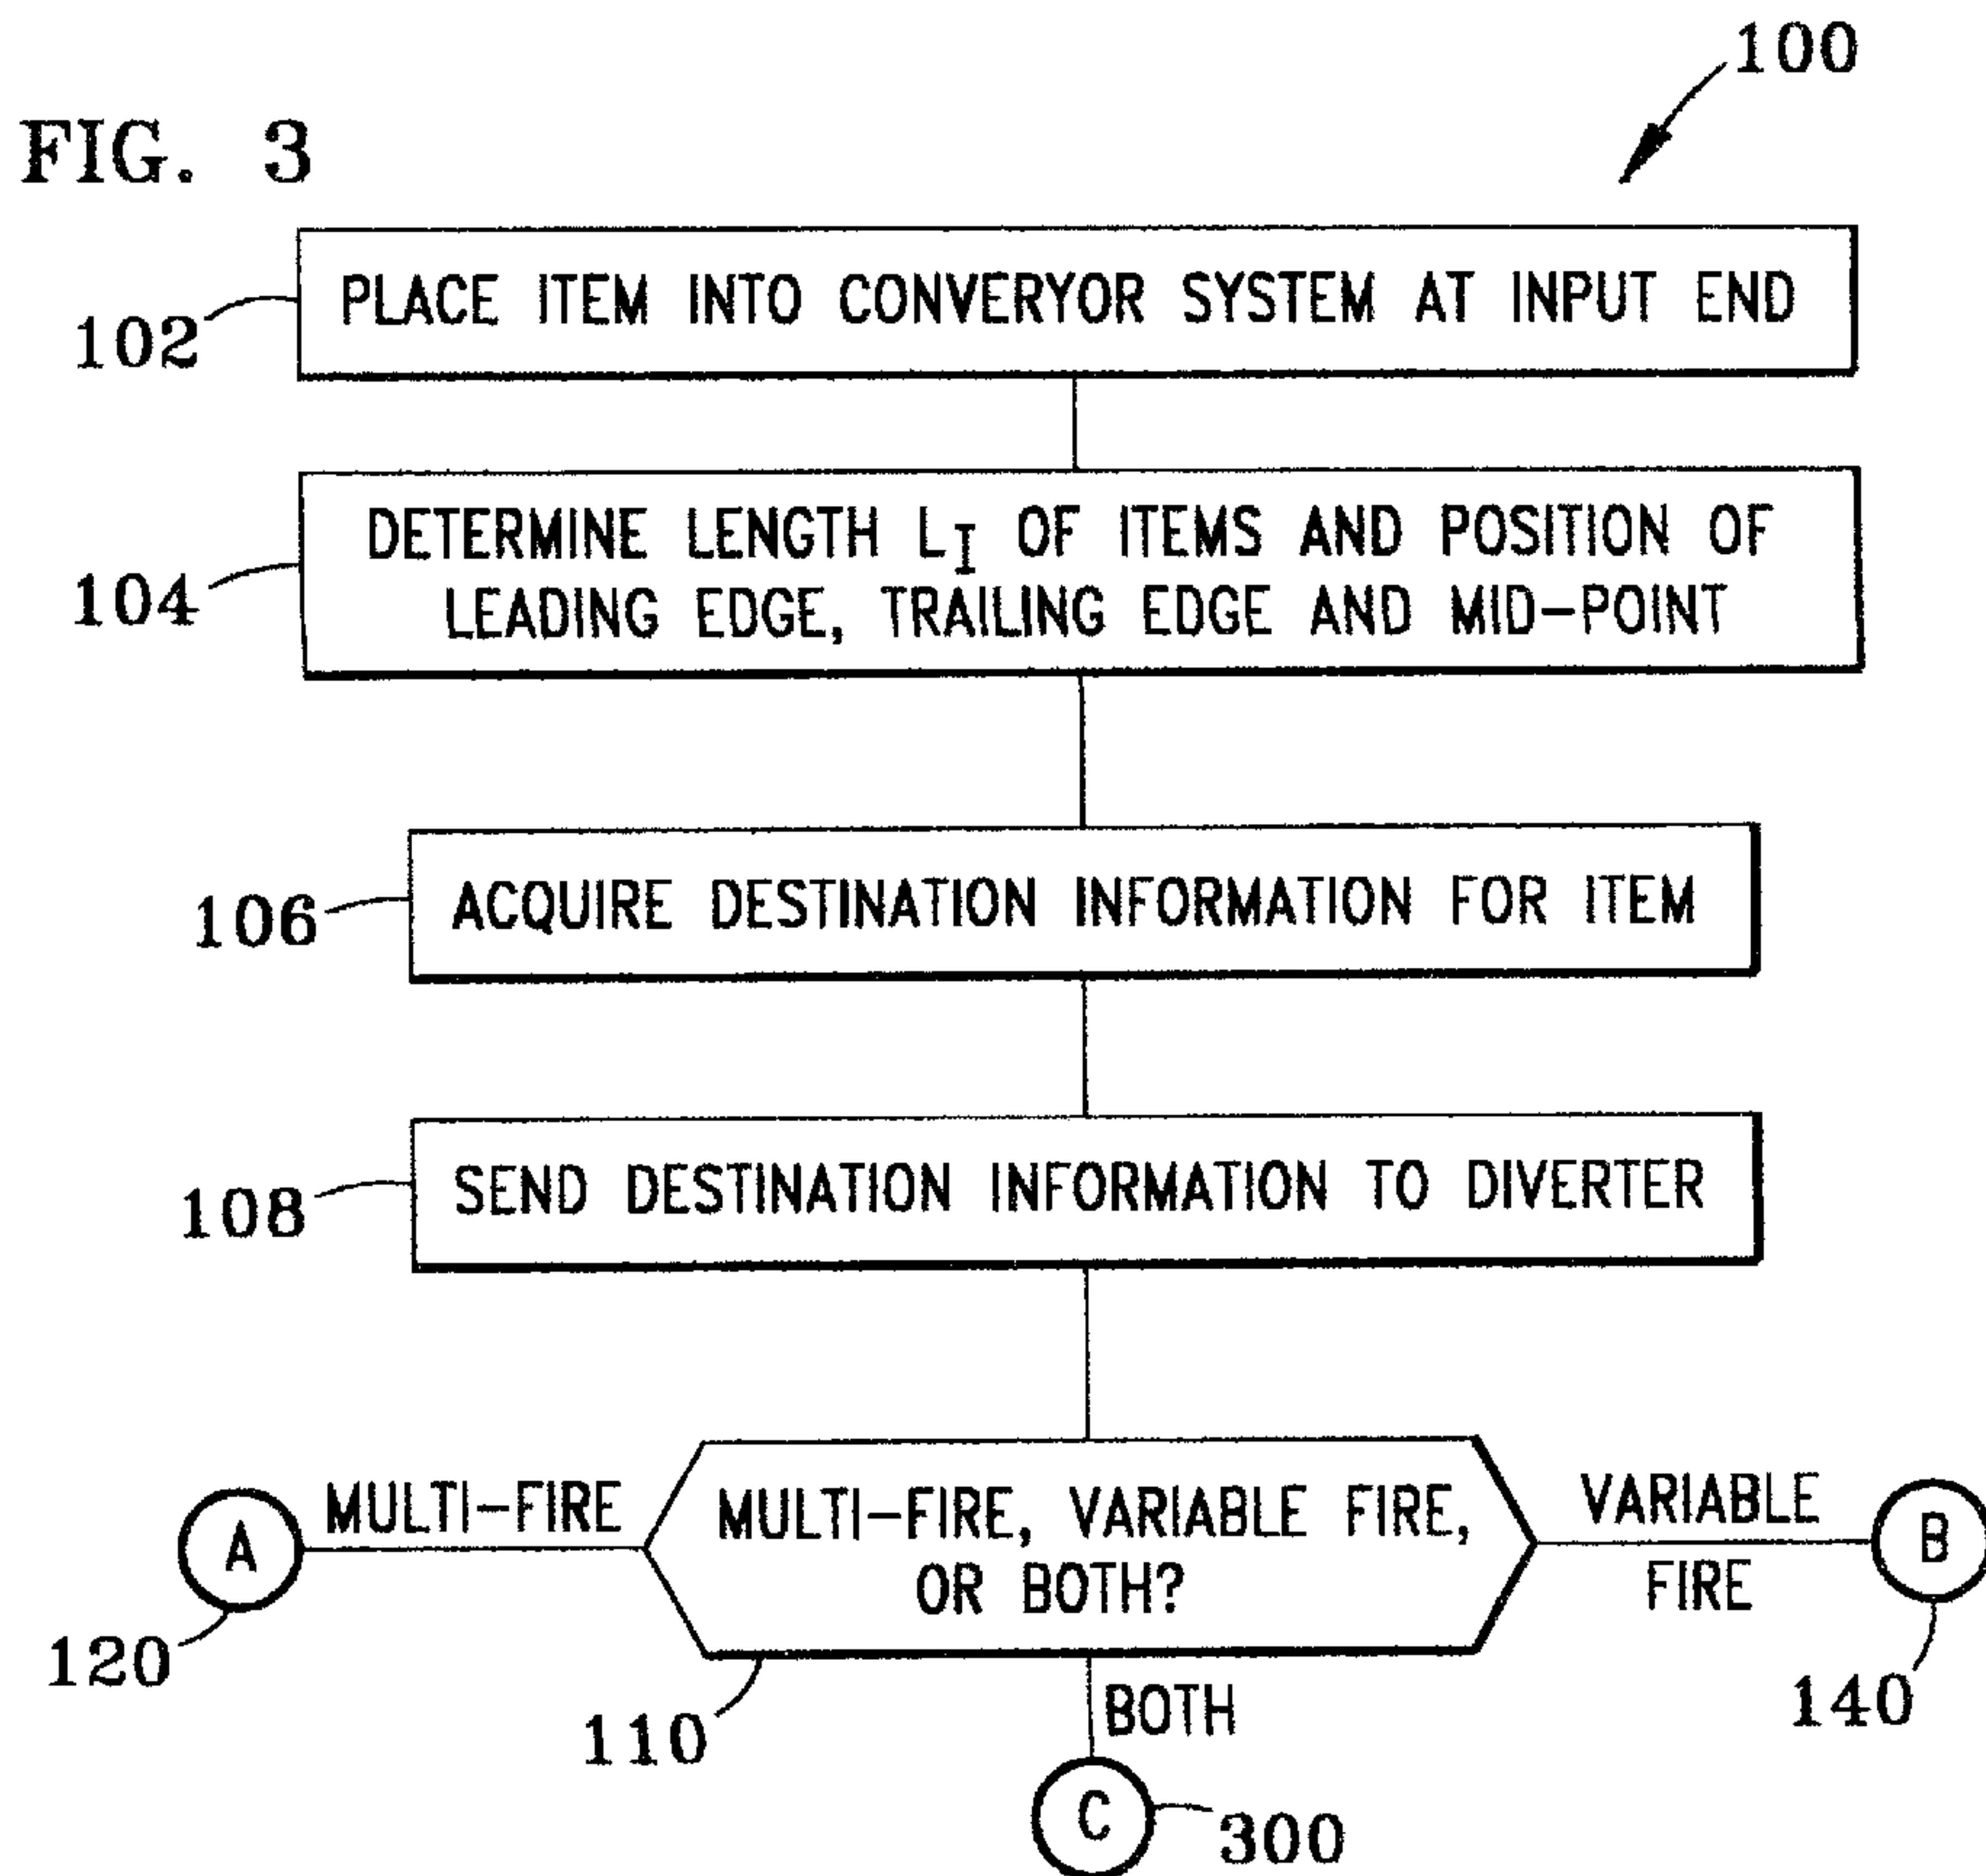 100
FIG. 3
PLACE ITEM INTO CONVERYOR SYSTEM AT INPUT END
102
DETERMINE LENGTH LI OF ITEMS AND POSITION OF
LEADING EDGE, TRAILING EDGE AND MID-POINT
104
ACQUIRE DESTINATION INFORMATION FOR ITEM
106
SEND DESTINATION INFORMATION TO DIVERTER
108
A
MULTI-FIRE
MULTI-FIRE, VARIABLE FIRE,
OR BOTH?
VARIABLE
FIRE
B
120
110
BOTH
140
C
300